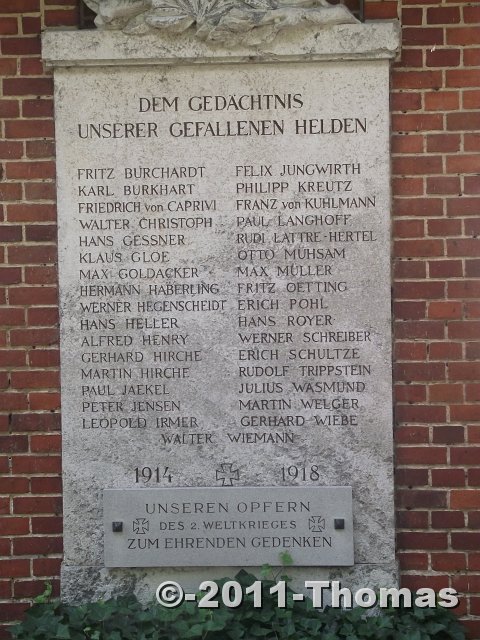 DEM GEDÄCHTNIS
UNSERER GEFALLENEN HELDEN
FRITZ BURCHARDT
KARL BURKHART
FRIEDRICH von CAPRIVI
WALTER CHRISTOPH
HANS GESSNER
KLAUS GLOE
MAX GOLDACKER
HERMANN HABERLING
WERNER HEGENSCHEIDT
HANS HELLER
ALFRED HENRY
GERHARD HIRCHE
MARTIN HIRCHE
PAUL JAEKEL
PETER JENSEN
LEOPOLD IRMER
FELIX JUNGWIRTH
PHILIPP KREUTZ
FRANZ von KUHLMANN
PAUL LANGHOFF
RUDI LATTRE-HERTEL
OTTO MÜHSAM
MAX MÜLLER
FRITZ OETTING
ERICH POHL
HANS ROYER
WERNER SCHREIBER
ERICH SCHULTZE
RUDOLF TRIPPSTEIN
JULIUS WASMUND
MARTIN WELGER
GERHARD WIEBE
WALTER WIEMANN
1914 1918
UNSEREN OPFERN
DES 2. WELTKRIEGES
ZUM EHRENDEN GEDENKEN
©-2011-Thomas